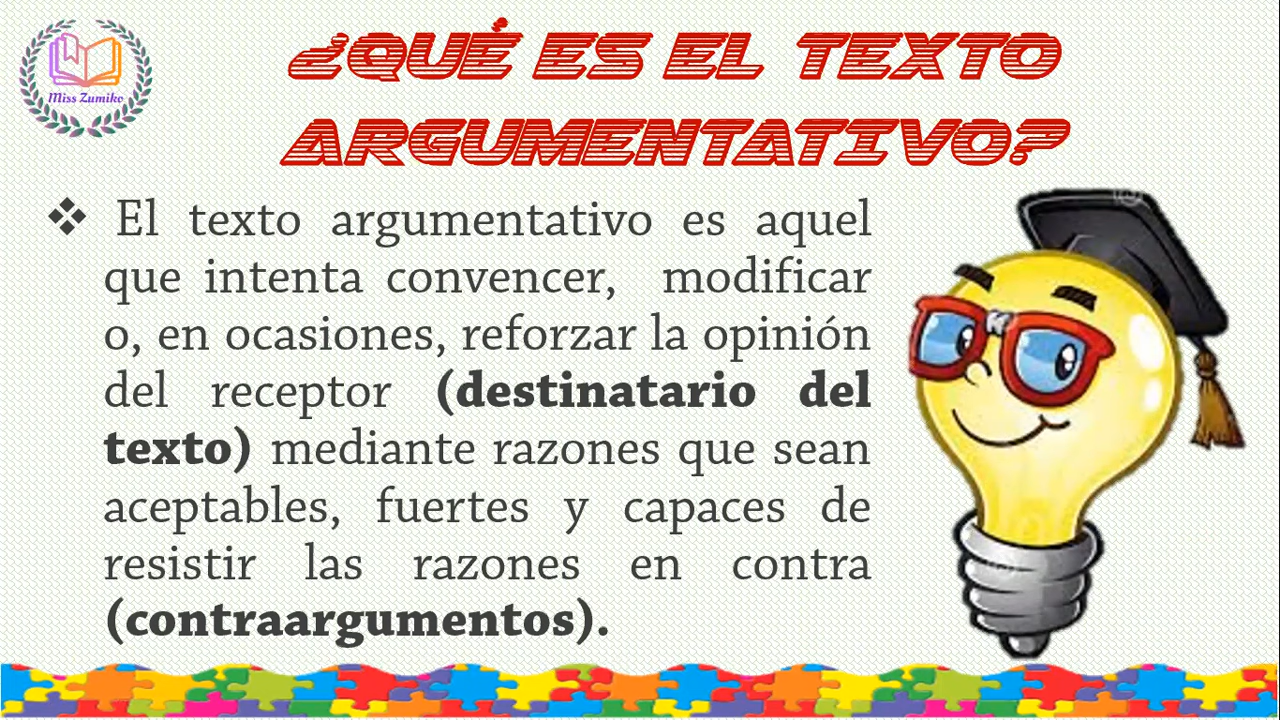 Miss Zumiko
¿QUÉ ES EL TEXTO
ARGUMENTATIVO?
❖ El texto argumentativo es aquel
que intenta convencer, modificar
o, en ocasiones, reforzar la opinión
del receptor (destinatario del
texto) mediante razones que sean
aceptables, fuertes y capaces de
resistir las razones en contra
(contraargumentos).